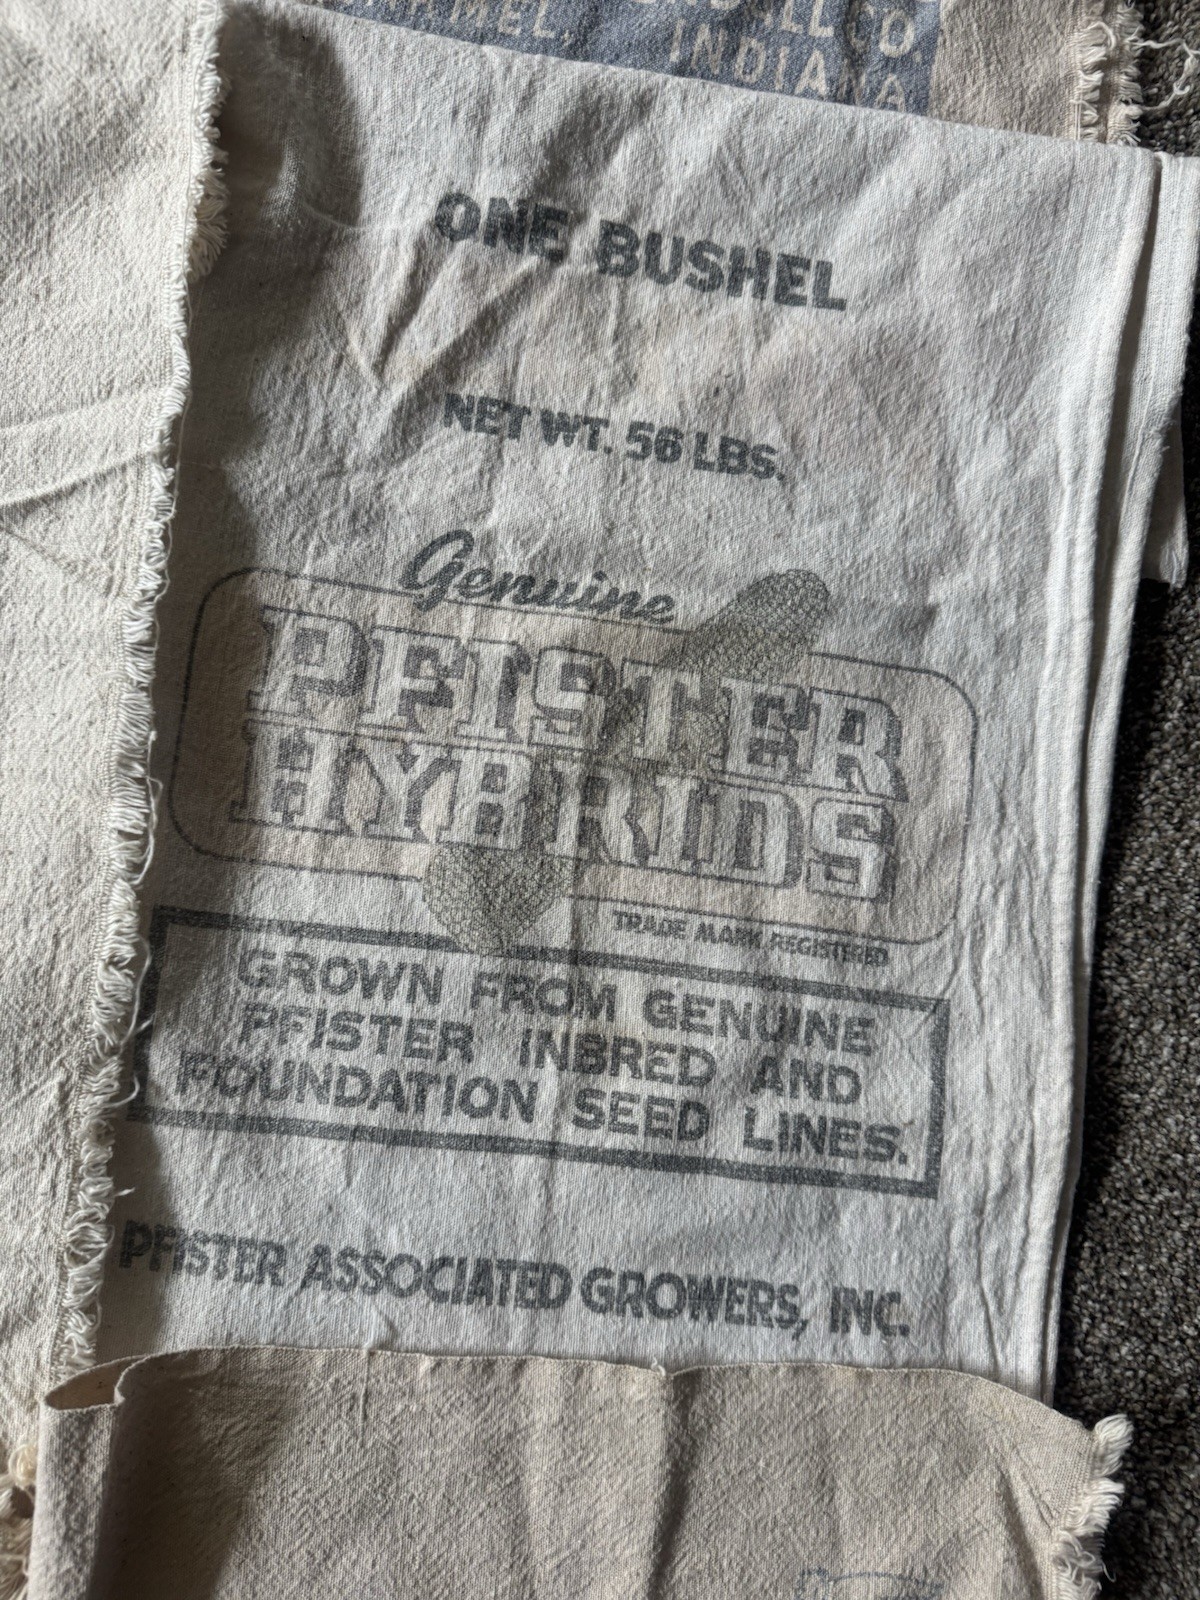 CO.
INDIANA
ONE BUSHEL
NET WT. 56 LBS.
Genuine
PFISTER
HYBRIDS
TRADE MARK REGISTERED
GROWN FROM GENUINE
PFISTER INBRED AND
FOUNDATION SEED LINES.
PFISTER ASSOCIATED GROWERS, INC.